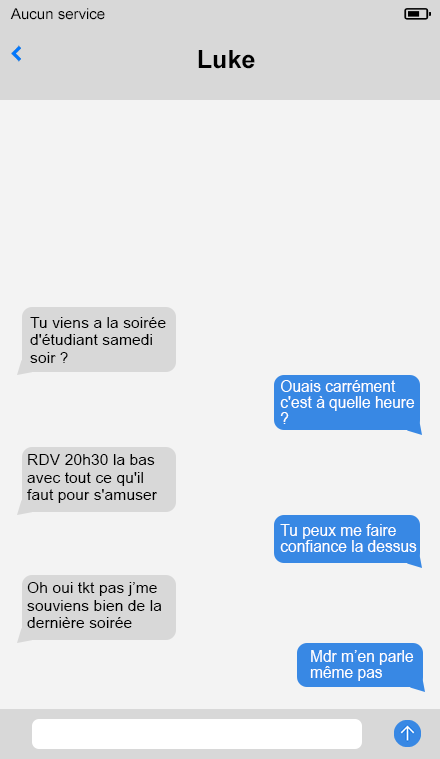 Aucun service
Luke
Tu viens a la soirée
d'étudiant samedi
soir ?
Ouais carrément
c'est à quelle heure
?
RDV 20h30 la bas
avec tout ce qu'il
faut pour s'amuser
Tu peux me faire
confiance la dessus
Oh oui tkt pas j’me
souviens bien de la
dernière soirée
Mdr m’en parle
même pas